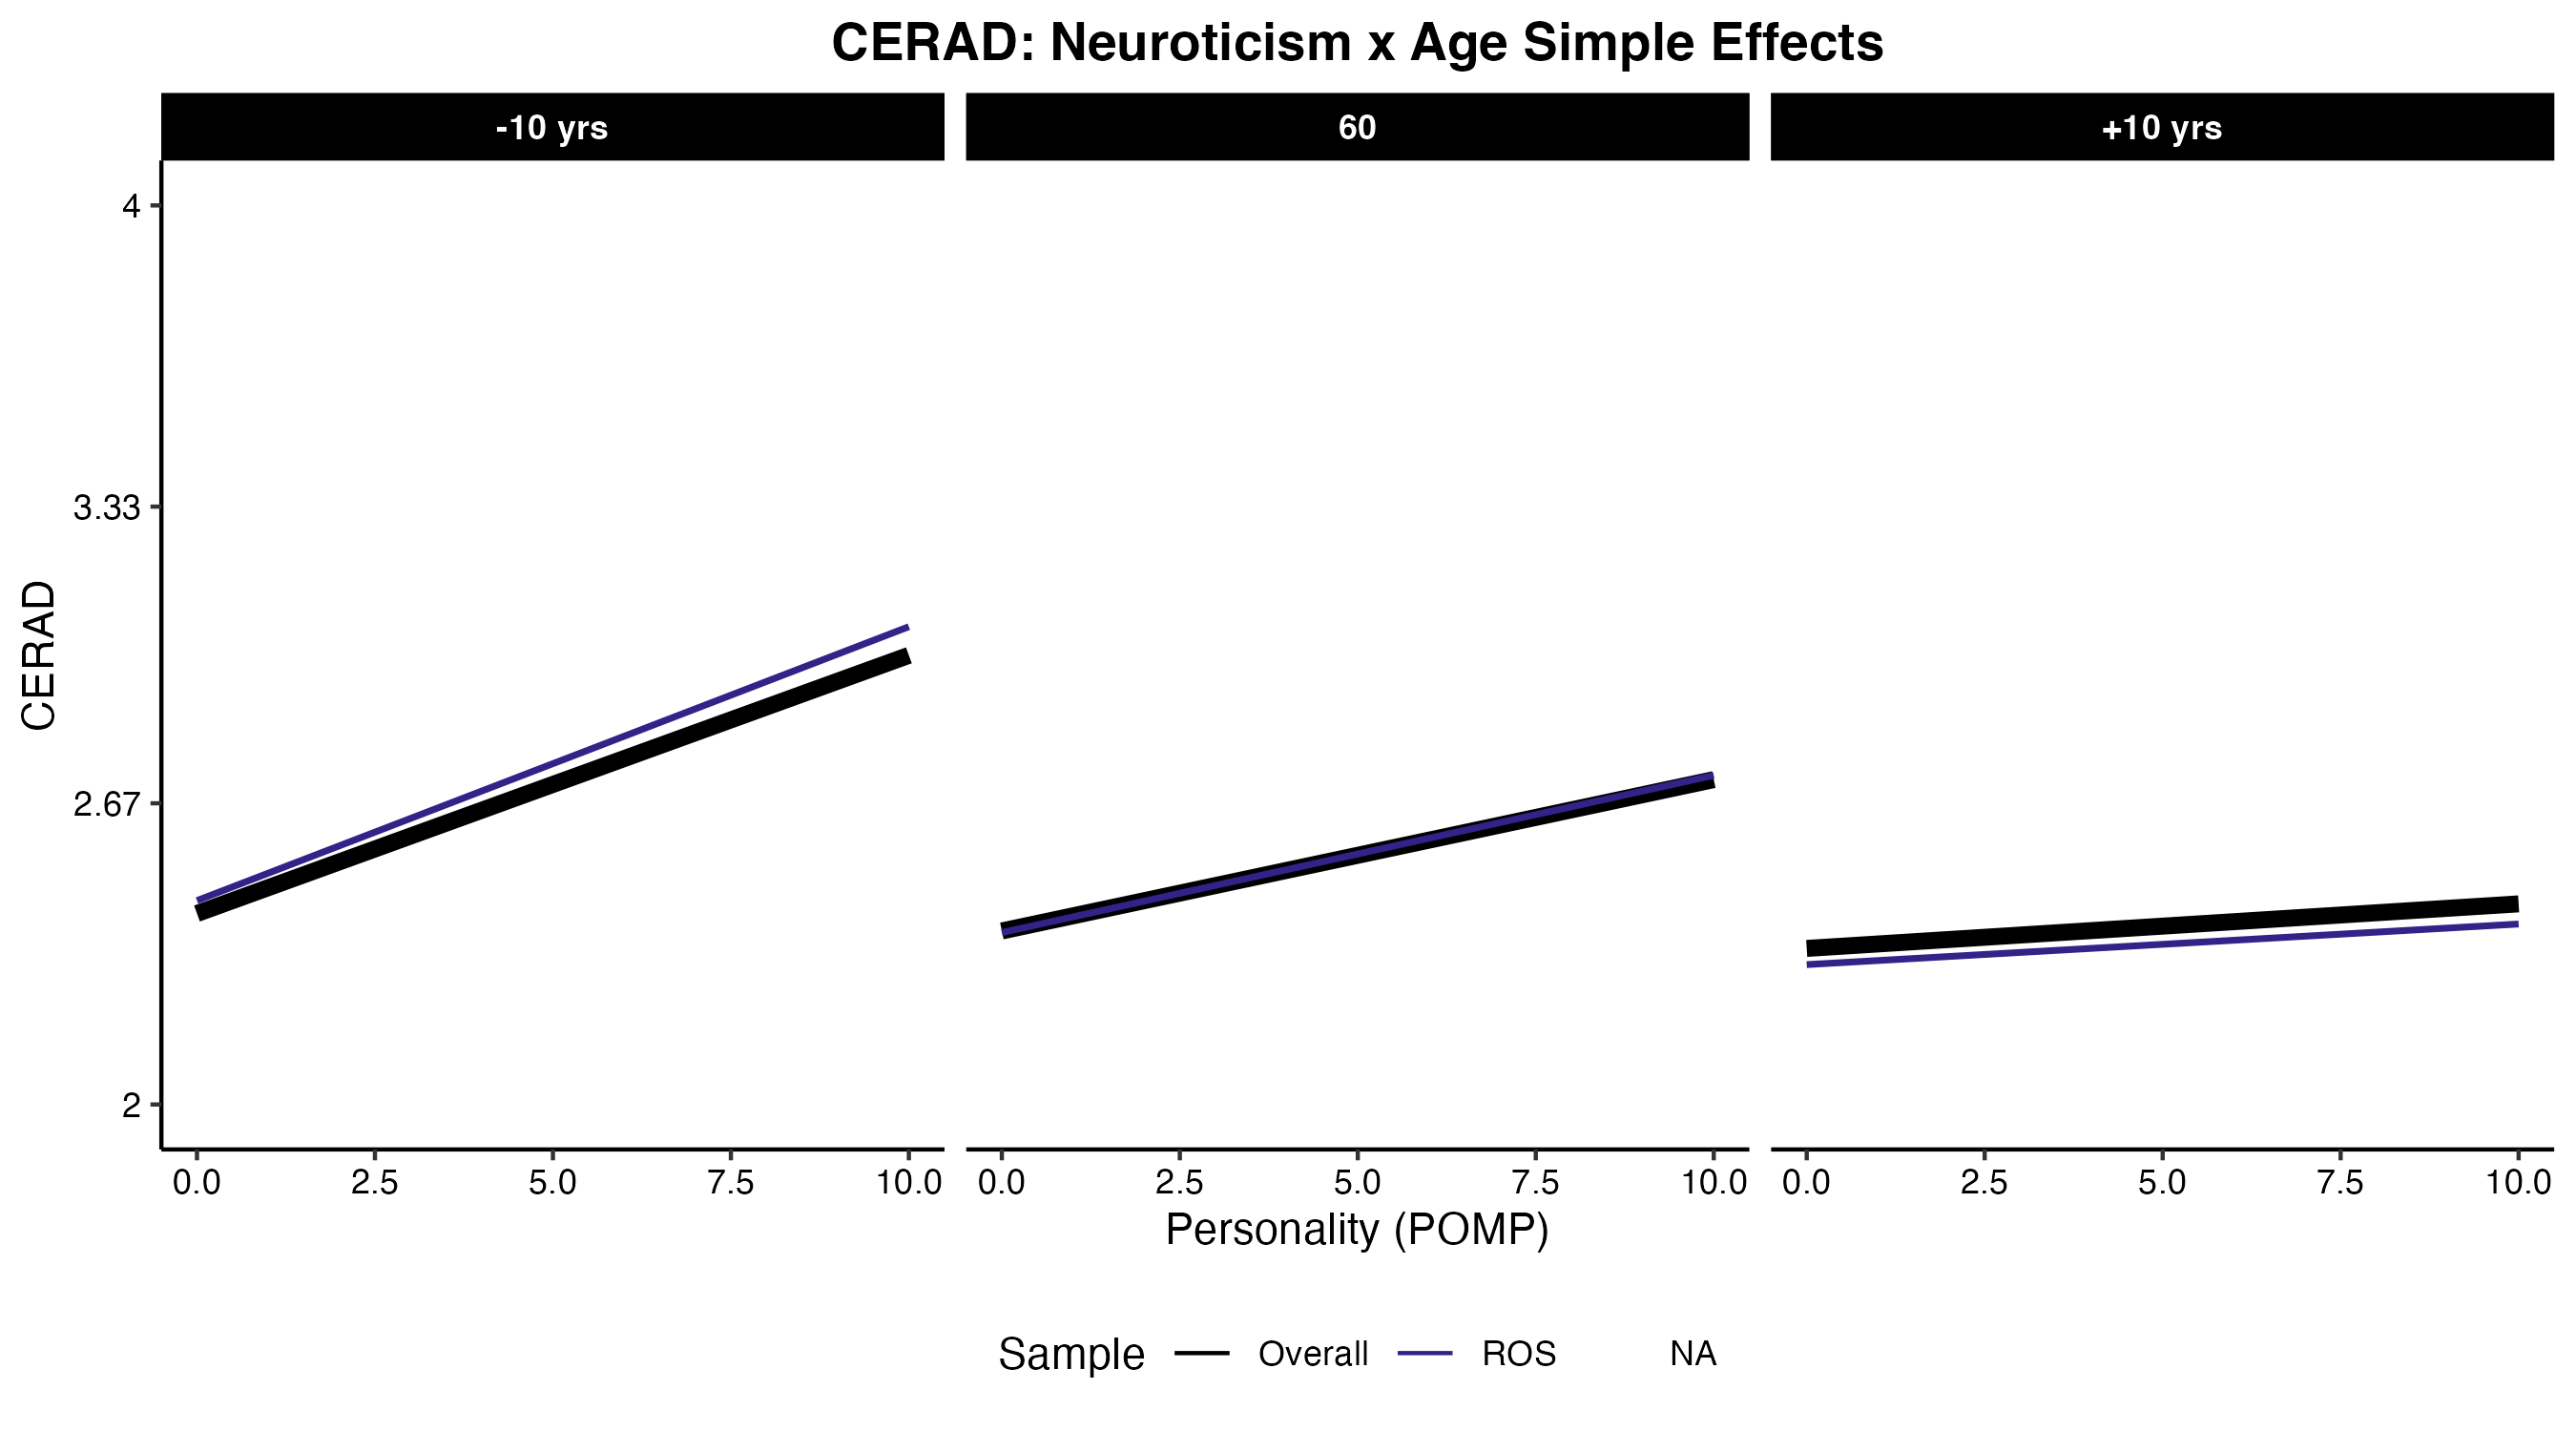 CERAD: Neuroticism x Age Simple Effects
-10 yrs 60 +10 yrs
4
3.33
2.67
2
CERAD
0.0 2.5 5.0 7.5 10.0 0.0 2.5 5.0 7.5 10.0 0.0 2.5 5.0 7.5 10.0
Personality (POMP)
Sample Overall ROS NA